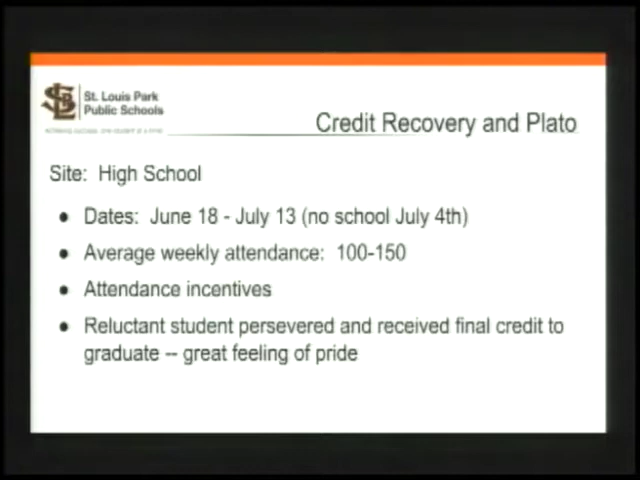 St. Louis Park
Public Schools
Credit Recovery and Plato
Site: High School
• Dates: June 18 - July 13 (no school July 4th)
• Average weekly attendance: 100-150
• Attendance incentives
• Reluctant student persevered and received final credit to
graduate -- great feeling of pride